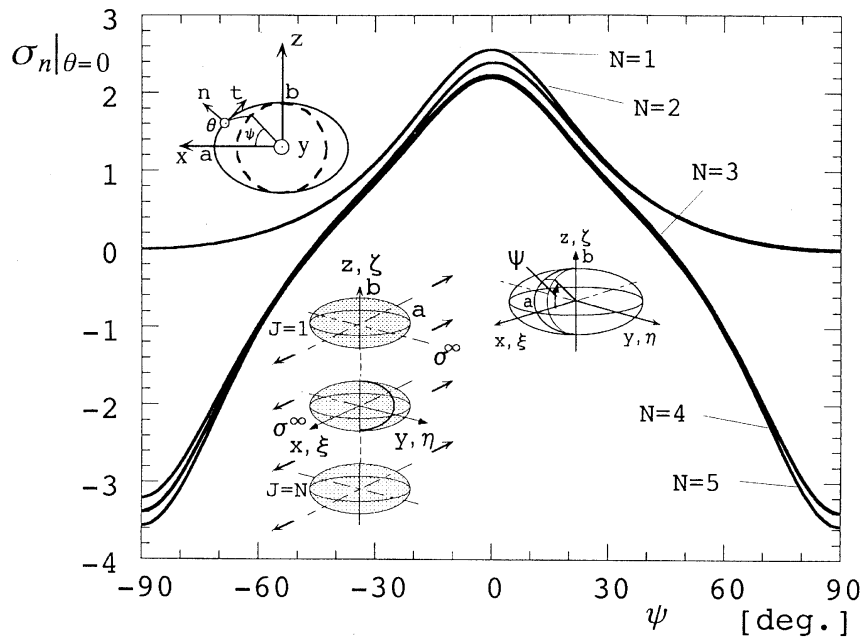 σn|θ=0
3
2
1
0
-1
-2
-3
-4
-90
-60
-30
0
30
60
90
ψ
[deg.]
N=1
N=2
N=3
N=4
N=5
z
n
t
b
θ
ψ
x
a
y
z, ζ
b
a
J=1
σ∞
σ∞
x, ξ
y, η
J=N
z, ζ
b
ψ
a
x, ξ
y, η